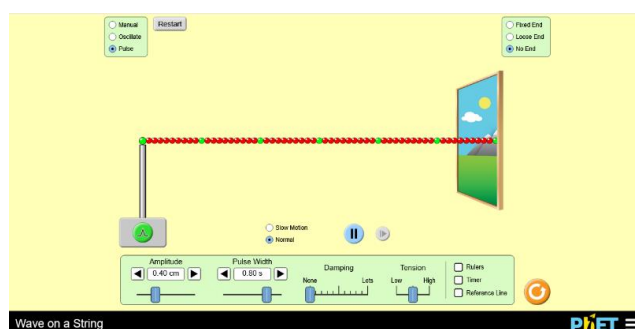 Manual
Oscillate
Pulse
Restart
Fixed End
Loose End
No End
Slow Motion
Normal
Amplitude
0.40 cm
Pulse Width
0.80 s
Damping
None
Lots
Tension
Low
High
Rulers
Timer
Reference Line
Wave on a String
PhET